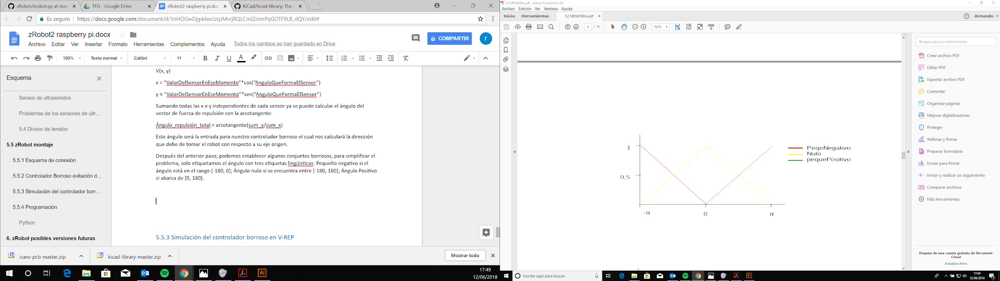 zRobot/zrobot.py at mast
TFG - Google Drive
zRobot2 raspberry pi.doc
KiCad/kicad-library: The s
Es seguro
https://docs.google.com/document/d/1nHOGwDjg4dwcIzqJMvrjRQLCmlZoimPqGOTF9LB_dQY/edit#
zRobot2 raspberry pi.docx
Archivo Editar Ver Insertar Formato Herramientas Complementos Ayuda Todos los cambios se han guardado en Drive
COMPARTIR
r
100% Texto normal Calibri 11
Esquema
Sensor de ultrasonidos
Problemas de los sensores de ultr...
5.4 Divisor de tensión
5.5 zRobot montaje
5.5.1 Esquema de conexión
5.5.2 Controlador Borroso evitación d...
5.5.3 Simulación del controlador borr...
5.5.4 Programación
Python
6. zRobot posibles versiones futuras
V(x, y)
x = “ValorDelSensorEnEseMomento”*cos(“AnguloQueFormaElSensor”)
y = “ValorDelSensorEnEseMomento”*sen(“AnguloQueFormaElSensor”)
Sumando todas las x e y independientes de cada sensor ya se puede calcular el ángulo del
vector de fuerza de repulsión con la arcotangente:
Ángulo_repulsión_total = arcotangente(sum_y/sum_x)
Este ángulo será la entrada para nuestro controlador borroso el cual nos calculará la dirección
que debe de tomar el robot con respecto a su eje origen.
Después del anterior paso, podemos establecer algunos conjuntos borrosos, para simplificar el
problema, solo etiquetamos el ángulo con tres etiquetas lingüisticas: Pequeño negativo si el
ángulo está en el rango [-180, 0]; Ángulo nulo si se encuentra entre [-180, 180]; Ángulo Positivo
si abarca de [0, 180].
5.5.3 Simulación del controlador borroso en V-REP
icaro-pcb-master.zip
kicad-library-master.zip
Mostrar todo
17:49
12/06/2018
S2 MEMORIA.pdf - Adobe Acrobat Pro DC
Archivo Edición Ver Ventana Ayuda
Inicio Herramientas S2 MEMORIA.pdf
Armando
8 / 14
162%
1
0,5
-π
0
π
PeqeNegativo
Nulo
pequePositivo
Busque aquí sus herramientas
Crear archivo PDF
Editar PDF
Exportar archivo PDF
Comentar
Organizar páginas
Mejorar digitalizaciones
Proteger
Rellenar y firmar
Preparar formulario
Enviar para firmar
Enviar y realizar un seguimiento
Comparar archivos
Más herramientas
Dispone de una cuenta gratuita de Document
Cloud
Actualizar ahora
Escribe aquí para buscar
17:49
12/06/2018
1